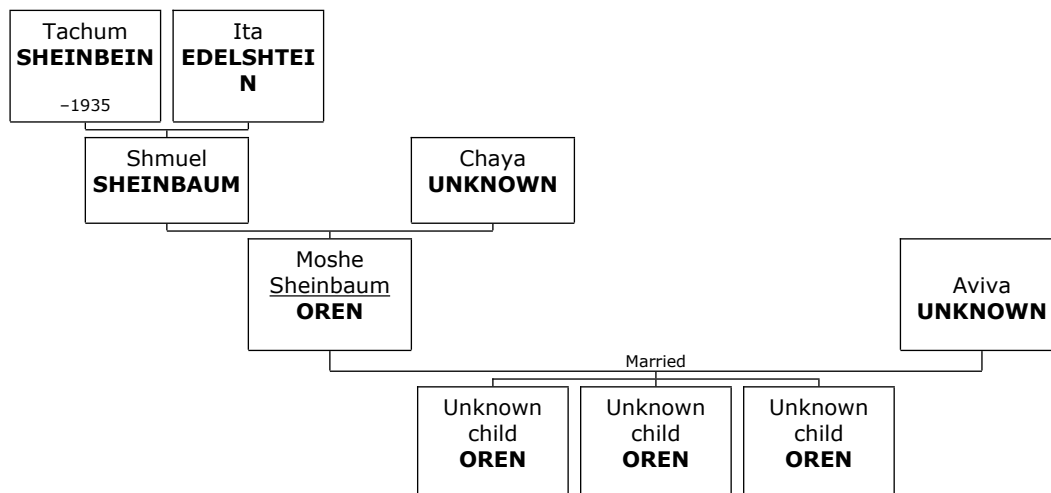 Tachum
SHEINBEIN
–1935
Ita
EDELSHTEI
N
Shmuel
SHEINBAUM
Chaya
UNKNOWN
Moshe
Sheinbaum
OREN
Aviva
UNKNOWN
Married
Unknown
child
OREN
Unknown
child
OREN
Unknown
child
OREN